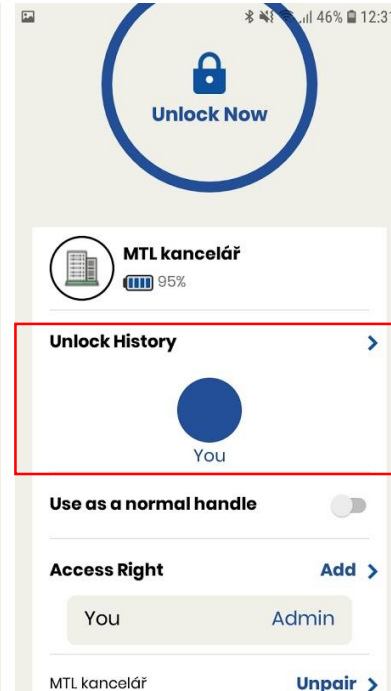 46% 12:31
Unlock Now
MTL kancelář
95%
Unlock History
You
Use as a normal handle
Access Right Add
You Admin
MTL kancelář Unpair